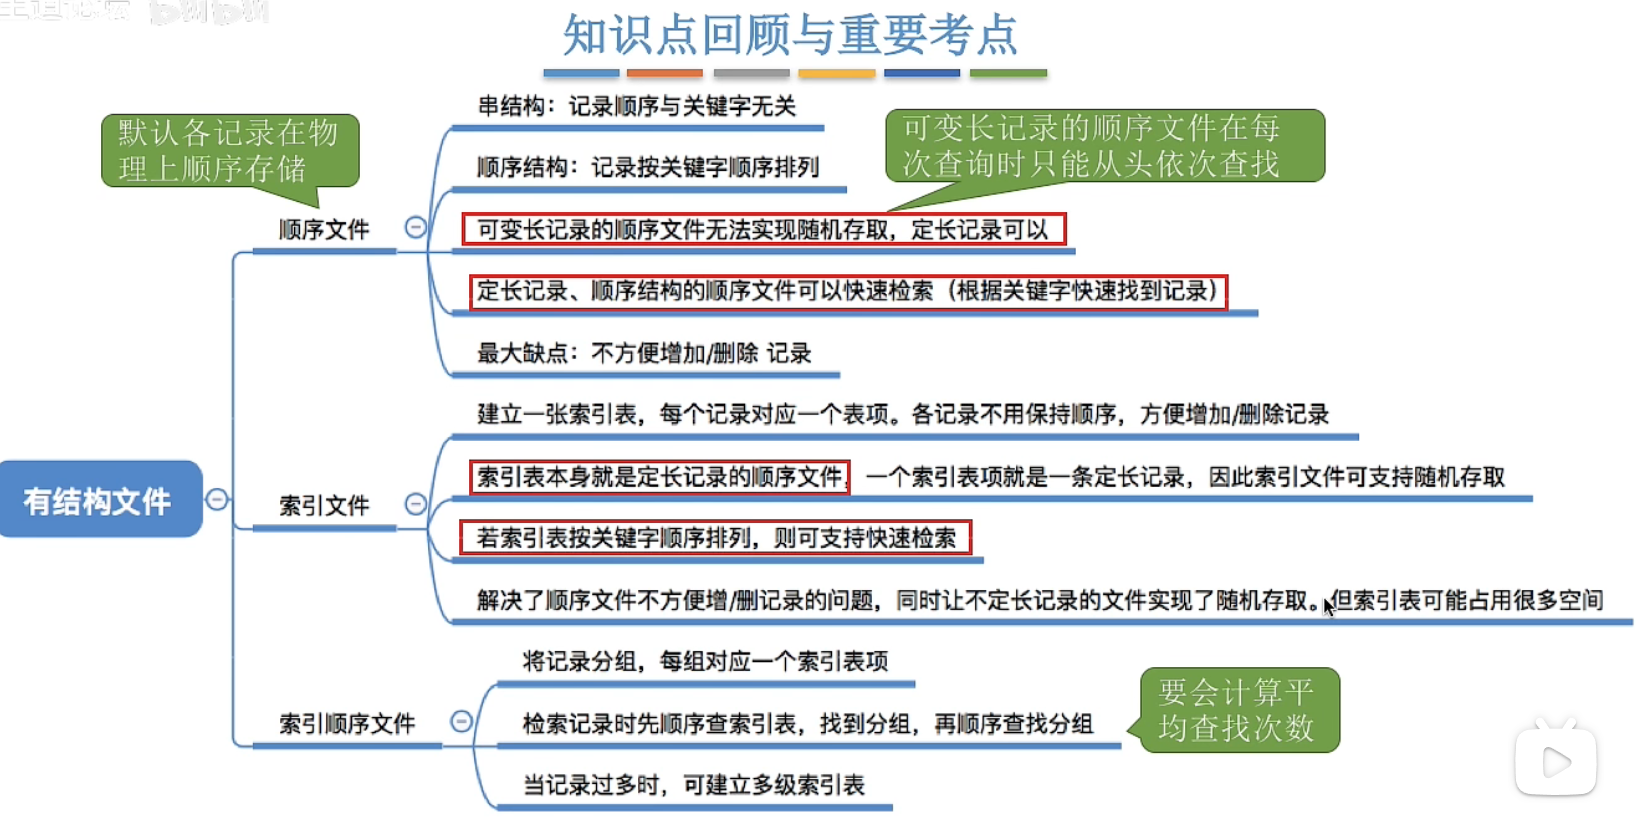 知识点回顾与重要考点
串结构：记录顺序与关键字无关
默认各记录在物
理上顺序存储
可变长记录的顺序文件在每
次查询时只能从头依次查找
顺序结构：记录按关键字顺序排列
顺序文件
可变长记录的顺序文件无法实现随机存取，定长记录可以
定长记录、顺序结构的顺序文件可以快速检索（根据关键字快速找到记录）
最大缺点：不方便增加/删除 记录
建立一张索引表，每个记录对应一个表项。各记录不用保持顺序，方便增加/删除记录
有结构文件
索引文件
索引表本身就是定长记录的顺序文件，一个索引表项就是一条定长记录，因此索引文件可支持随机存取
若索引表按关键字顺序排列，则可支持快速检索
解决了顺序文件不方便增/删记录的问题，同时让不定长记录的文件实现了随机存取。但索引表可能占用很多空间
将记录分组，每组对应一个索引表项
索引顺序文件
检索记录时先顺序查索引表，找到分组，再顺序查找分组
要会计算平
均查找次数
当记录过多时，可建立多级索引表